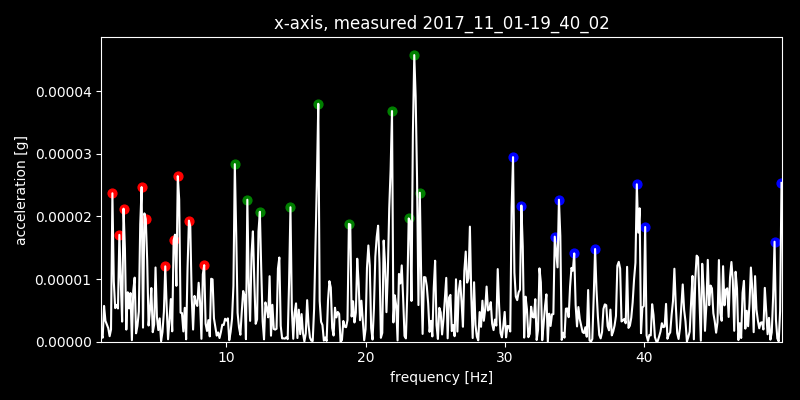 x-axis, measured 2017_11_01-19_40_02
acceleration [g]
0.00004
0.00003
0.00002
0.00001
0.00000
10 20 30 40
frequency [Hz]